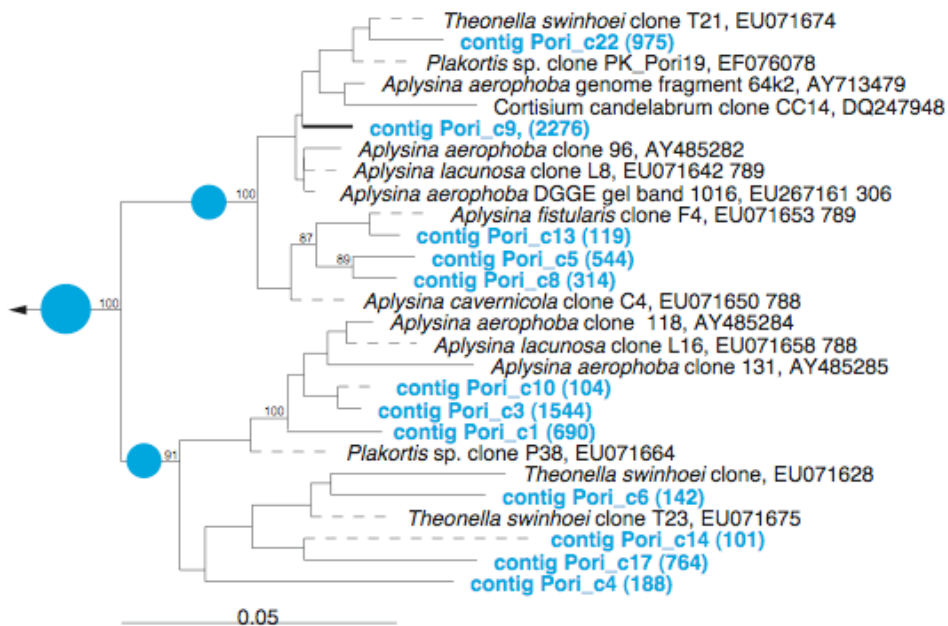 Theonella swinhoei clone T21, EU071674
contig Pori_c22 (975)
Plakortis sp. clone PK_Pori19, EF076078
Aplysina aerophoba genome fragment 64k2, AY713479
Cortisium candelabrum clone CC14, DQ247948
contig Pori_c9, (2276)
Aplysina aerophoba clone 96, AY485282
Aplysina lacunosa clone L8, EU071642 789
100
Aplysina aerophoba DGGE gel band 1016, EU267161 306
Aplysina fistularis clone F4, EU071653 789
87
contig Pori_c13 (119)
89
contig Pori_c5 (544)
contig Pori_c8 (314)
100
Aplysina cavernicola clone C4, EU071650 788
Aplysina aerophoba clone 118, AY485284
Aplysina lacunosa clone L16, EU071658 788
Aplysina aerophoba clone 131, AY485285
contig Pori_c10 (104)
100
contig Pori_c3 (1544)
contig Pori_c1 (690)
91
Plakortis sp. clone P38, EU071664
Theonella swinhoei clone, EU071628
contig Pori_c6 (142)
Theonella swinhoei clone T23, EU071675
contig Pori_c14 (101)
contig Pori_c17 (764)
contig Pori_c4 (188)
0.05